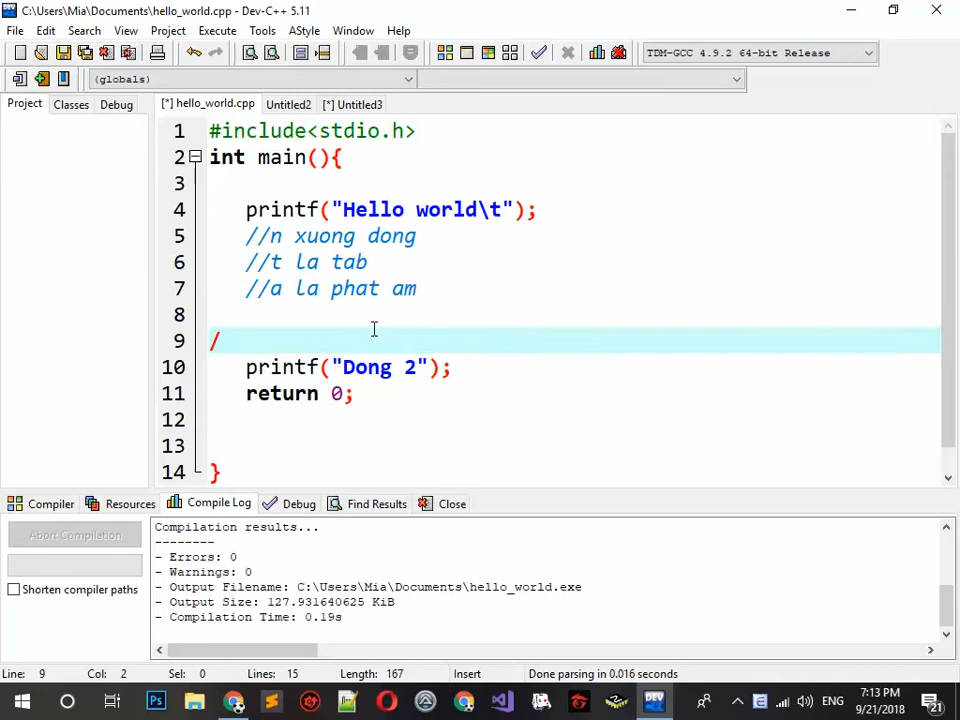 C:\Users\Mia\Documents\hello_world.cpp - Dev-C++ 5.11
File Edit Search View Project Execute Tools AStyle Window Help
TDM-GCC 4.9.2 64-bit Release
(globals)
Project Classes Debug [*] hello_world.cpp Untitled2 [*] Untitled3
1 #include<stdio.h>
2 int main(){
3
4 printf("Hello world\t");
5 //n xuong dong
6 //t la tab
7 //a la phat am
8
9 /
10 printf("Dong 2");
11 return 0;
12
13
14 }
Compiler Resources Compile Log Debug Find Results Close
Abort Compilation
Shorten compiler paths
Compilation results...
--------
- Errors: 0
- Warnings: 0
- Output Filename: C:\Users\Mia\Documents\hello_world.exe
- Output Size: 127.931640625 KiB
- Compilation Time: 0.19s
Line: 9 Col: 2 Sel: 0 Lines: 15 Length: 167 Insert Done parsing in 0.016 seconds
Ps ENG 7:13 PM
9/21/2018
21